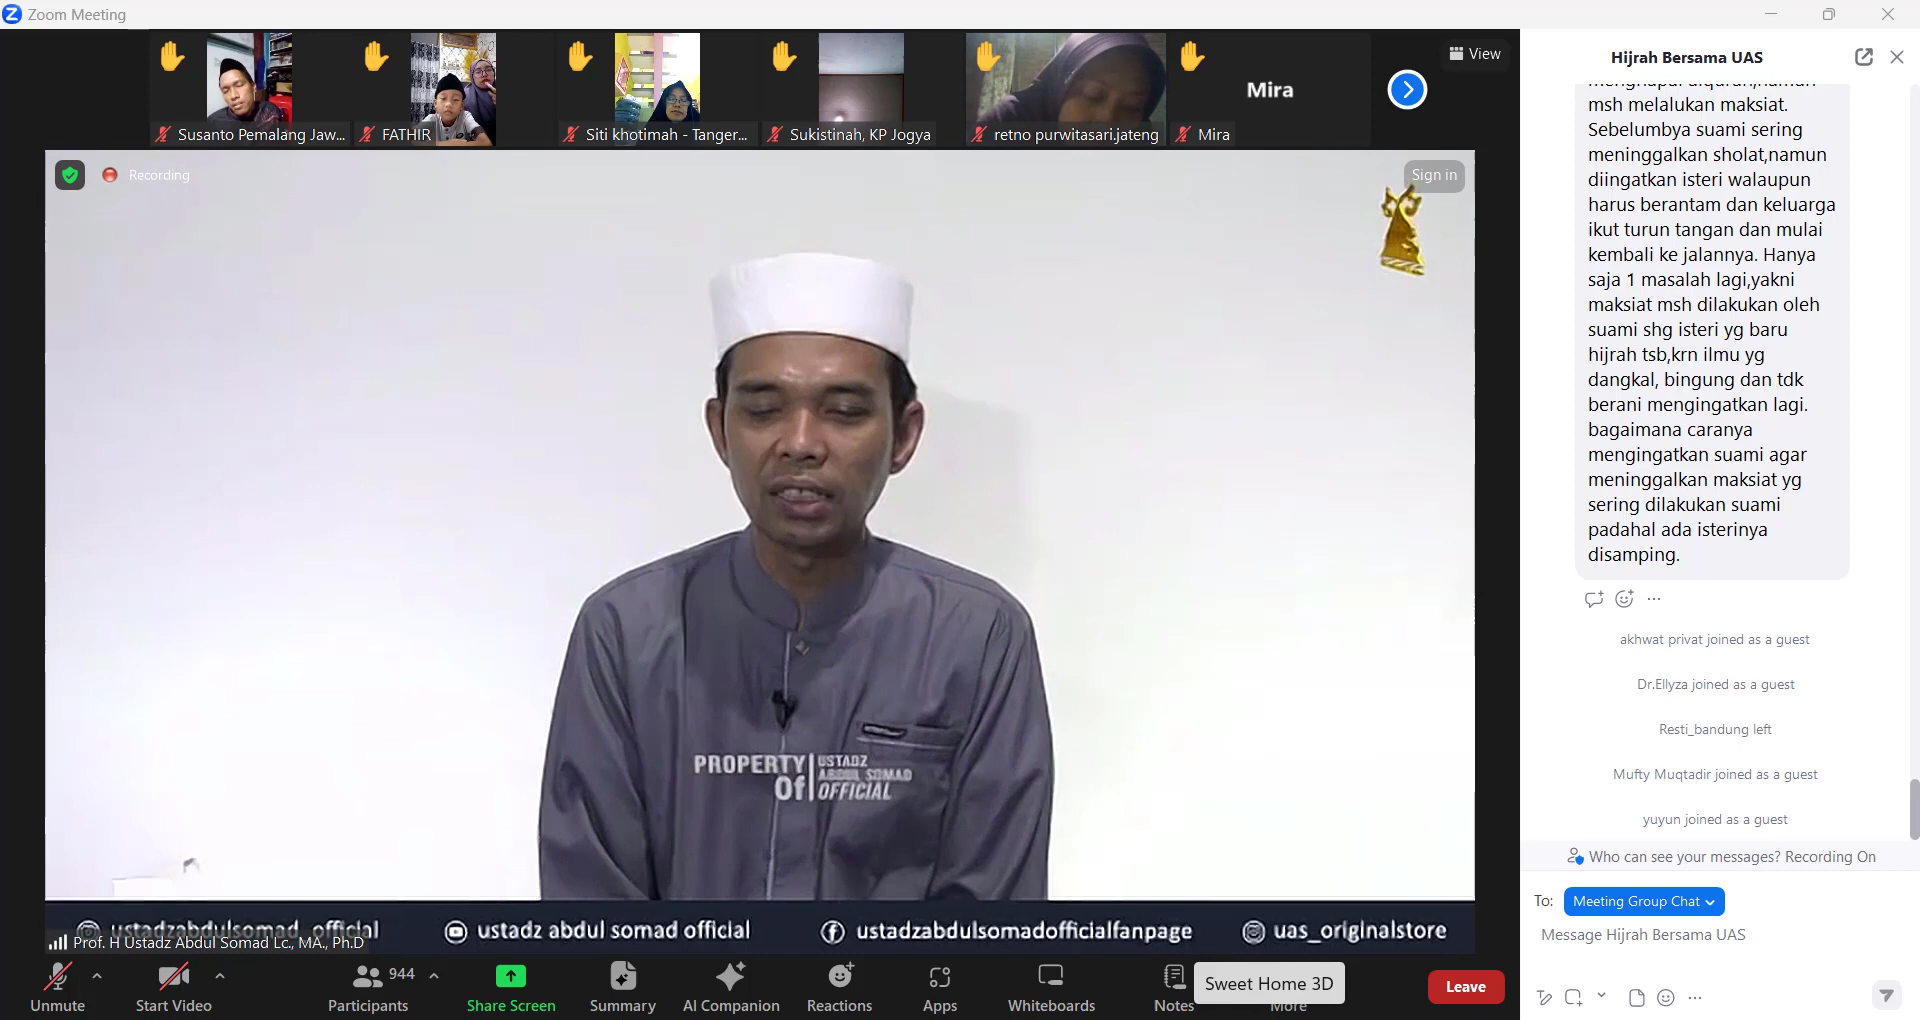 Zoom Meeting
Susanto Pemalang Jaw...
FATHIR
Siti khotimah - Tanger...
Sukistinah, KP Jogya
retno purwitasari.jateng
Mira
Mira
View
Recording
Sign in
PROPERTY
Of
USTADZ
ABDUL SOMAD
OFFICIAL
ustadzabdulsomad_official
ustadz abdul somad official
ustadzabdulsomadofficialfanpage
uas_originalstore
Prof. H Ustadz Abdul Somad Lc., MA., Ph.D
Unmute
Start Video
944
Participants
Share Screen
Summary
AI Companion
Reactions
Apps
Whiteboards
Notes
Sweet Home 3D
More
Leave
Hijrah Bersama UAS
msh melalukan maksiat.
Sebelumbya suami sering
meninggalkan sholat,namun
diingatkan isteri walaupun
harus berantam dan keluarga
ikut turun tangan dan mulai
kembali ke jalannya. Hanya
saja 1 masalah lagi,yakni
maksiat msh dilakukan oleh
suami shg isteri yg baru
hijrah tsb,krn ilmu yg
dangkal, bingung dan tdk
berani mengingatkan lagi.
bagaimana caranya
mengingatkan suami agar
meninggalkan maksiat yg
sering dilakukan suami
padahal ada isterinya
disamping.
akhwat privat joined as a guest
Dr.Ellyza joined as a guest
Resti_bandung left
Mufty Muqtadir joined as a guest
yuyun joined as a guest
Who can see your messages? Recording On
To:
Meeting Group Chat
Message Hijrah Bersama UAS